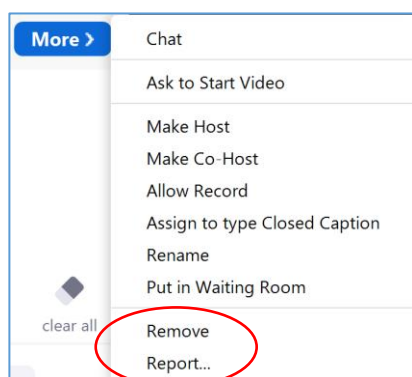 More >
Chat
Ask to Start Video
Make Host
Make Co-Host
Allow Record
Assign to type Closed Caption
Rename
Put in Waiting Room
clear all
Remove
Report...